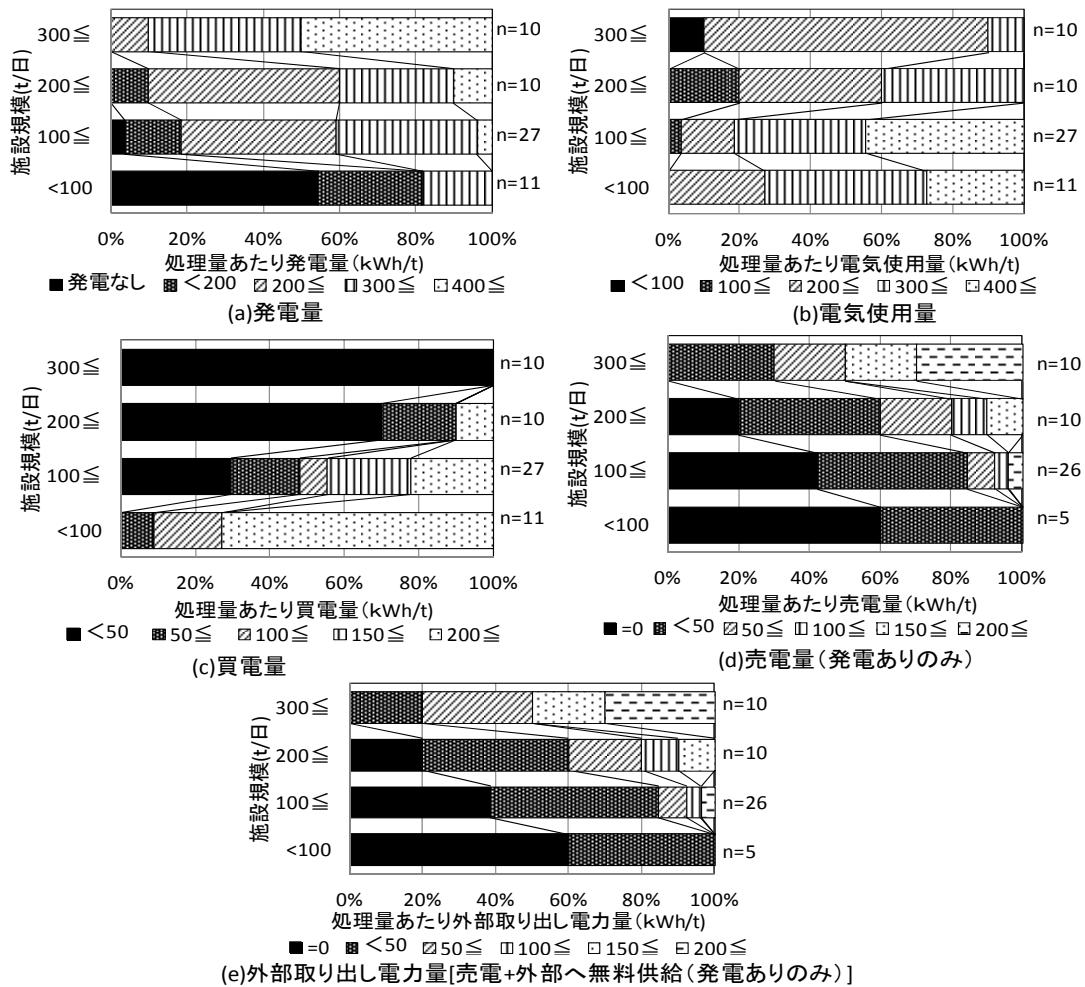 施設規模(t/日)
300≦
200≦
100≦
<100
n=10
n=10
n=27
n=11
0% 20% 40% 60% 80% 100%
処理量あたり発電量(kWh/t)
発電なし <200 200≦ 300≦ 400≦
(a)発電量
施設規模(t/日)
300≦
200≦
100≦
<100
n=10
n=10
n=27
n=11
0% 20% 40% 60% 80% 100%
処理量あたり電気使用量(kWh/t)
<100 100≦ 200≦ 300≦ 400≦
(b)電気使用量
施設規模(t/日)
300≦
200≦
100≦
<100
n=10
n=10
n=27
n=11
0% 20% 40% 60% 80% 100%
処理量あたり買電量(kWh/t)
<50 50≦ 100≦ 150≦ 200≦
(c)買電量
施設規模(t/日)
300≦
200≦
100≦
<100
n=10
n=10
n=26
n=5
0% 20% 40% 60% 80% 100%
処理量あたり売電量(kWh/t)
=0 <50 50≦ 100≦ 150≦ 200≦
(d)売電量(発電ありのみ)
施設規模(t/日)
300≦
200≦
100≦
<100
n=10
n=10
n=26
n=5
0% 20% 40% 60% 80% 100%
処理量あたり外部取り出し電力量(kWh/t)
=0 <50 50≦ 100≦ 150≦ 200≦
(e)外部取り出し電力量[売電+外部へ無料供給(発電ありのみ)]